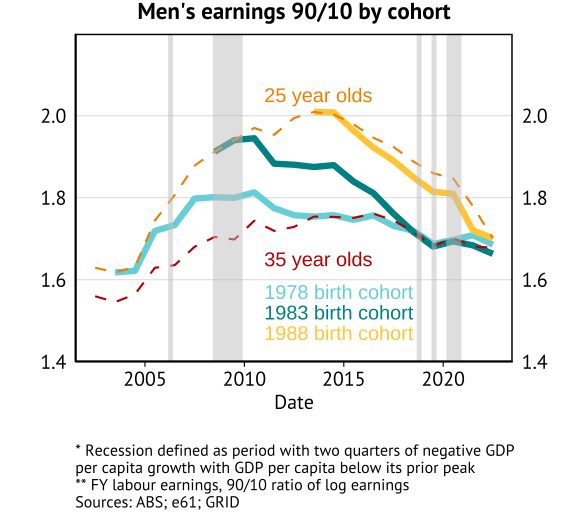 Men's earnings 90/10 by cohort
2.0 2.0
25 year olds
1.8 1.8
35 year olds
1.6 1.6
1978 birth cohort
1983 birth cohort
1988 birth cohort
1.4 1.4
2005 2010 2015 2020
Date
* Recession defined as period with two quarters of negative GDP
per capita growth with GDP per capita below its prior peak
** FY labour earnings, 90/10 ratio of log earnings
Sources: ABS; e61; GRID